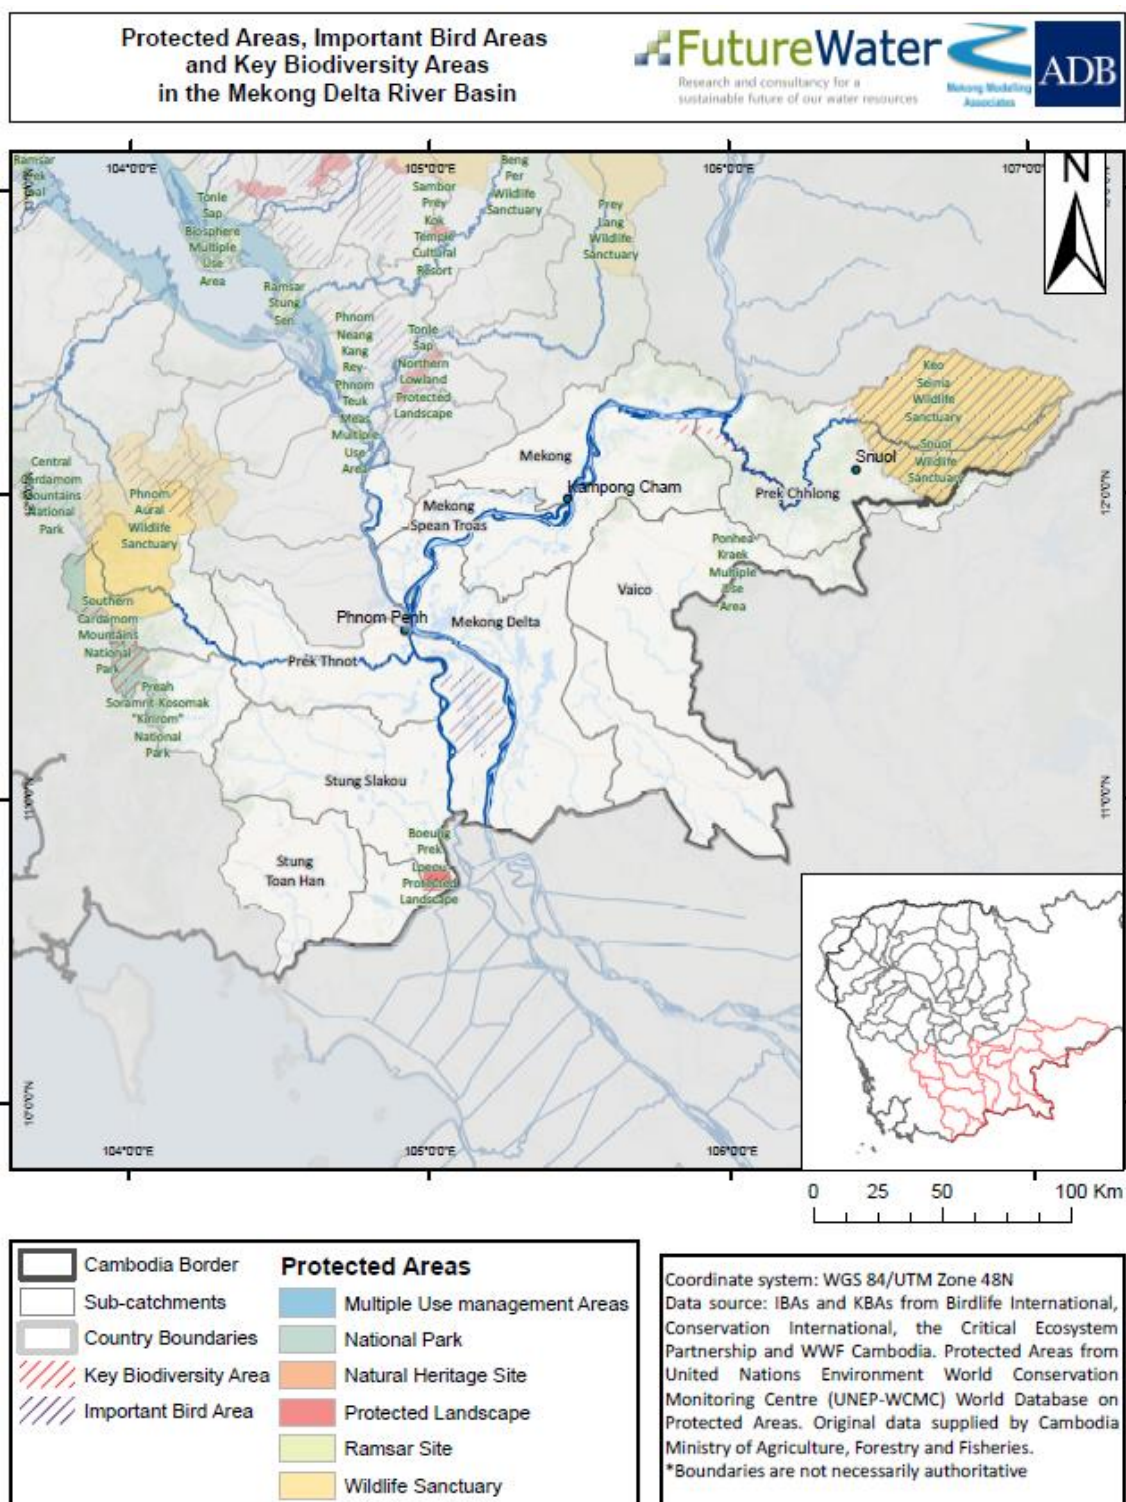 Protected Areas, Important Bird Areas
and Key Biodiversity Areas
in the Mekong Delta River Basin
FutureWater
Research and consultancy for a
sustainable future of our water resources
Mekong Modelling
Associates
ADB
104°0'0"E
105°0'0"E
106°0'0"E
107°0'
N
Ramsar
Tonle
Sap
Biosphere
Multiple
Use
Area
Ramsar
Stung
Sen
Sambor
Prey
Kok
Temple
Cultural
Resort
Beng
Per
Wildlife
Sanctuary
Prey
Lang
Wildlife
Sanctuary
Phnom
Neang
Kang
Rey-
Phnom
Teuk
Meas
Multiple
Use
Area
Tonle
Sap
Northern
Lowland
Protected
Landscape
Keo
Seima
Wildlife
Sanctuary
Snuol
Wildlife
Sanctuary
Snuol
Mekong
Kampong Cham
Prek Chhlong
Central
Cardamom
Mountains
National
Park
Phnom
Aural
Wildlife
Sanctuary
Mekong
Spean Troas
12°0'0"N
Ponhea
Kraek
Multiple
Use
Area
Vaico
Phnom Penh
Mekong Delta
Southern
Cardamom
Mountains
National
Park
Prek Thnot
Preah
Soramrit-Kosomak
"Kirirom"
National
Park
Stung Slakou
11°0'0"N
11°0'0"N
Boeung
Prek
Lpeou
Protected
Landscape
Stung
Toan Han
10°0'0"N
104°0'0"E
105°0'0"E
106°0'0"E
0 25 50 100 Km
Cambodia Border
Sub-catchments
Country Boundaries
Key Biodiversity Area
Important Bird Area
Protected Areas
Multiple Use management Areas
National Park
Natural Heritage Site
Protected Landscape
Ramsar Site
Wildlife Sanctuary
Coordinate system: WGS 84/UTM Zone 48N
Data source: IBAs and KBAs from Birdlife International,
Conservation International, the Critical Ecosystem
Partnership and WWF Cambodia. Protected Areas from
United Nations Environment World Conservation
Monitoring Centre (UNEP-WCMC) World Database on
Protected Areas. Original data supplied by Cambodia
Ministry of Agriculture, Forestry and Fisheries.
*Boundaries are not necessarily authoritative